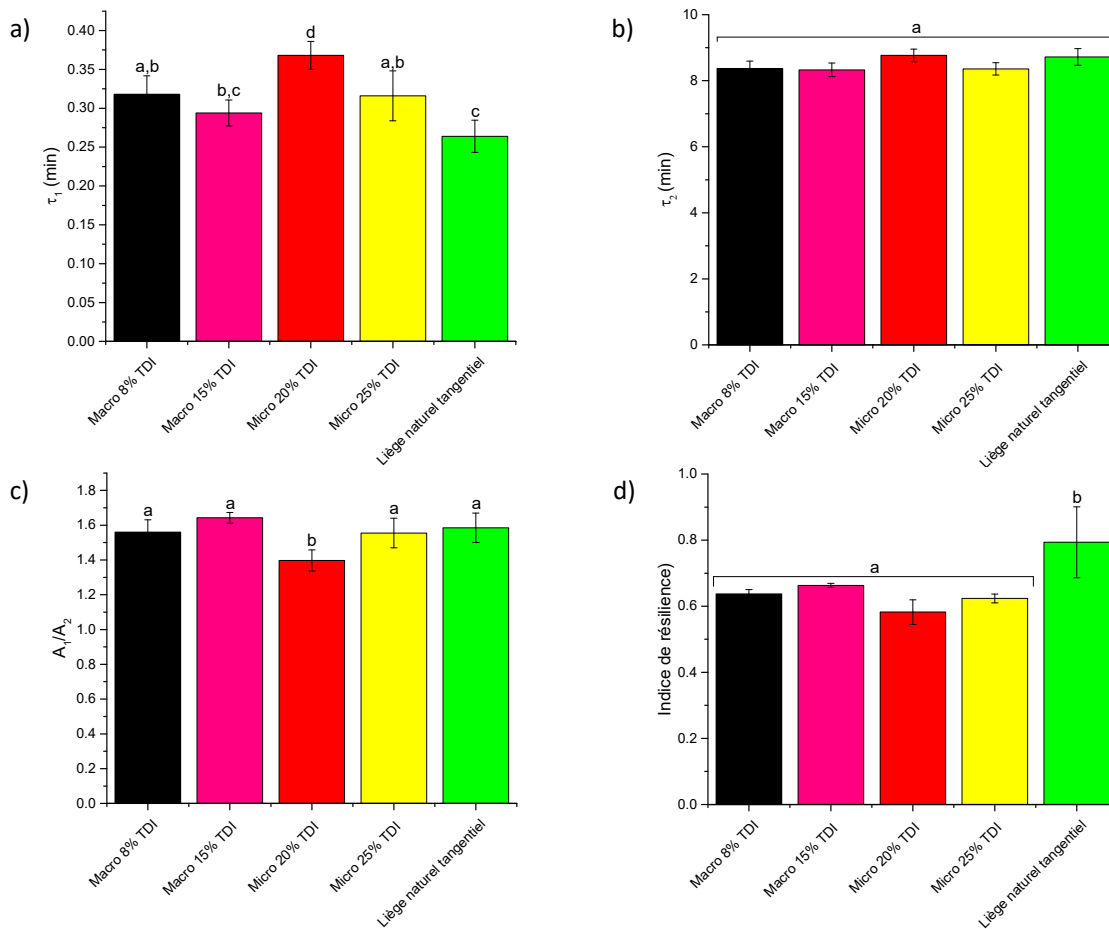 a)
0.40
0.35
0.30
0.25
0.20
0.15
0.10
0.05
0.00
τ1 (min)
a,b
b,c
d
a,b
c
Macro 8% TDI
Macro 15% TDI
Micro 20% TDI
Micro 25% TDI
Liège naturel tangentiel
b)
10
8
6
4
2
0
τ2 (min)
a
Macro 8% TDI
Macro 15% TDI
Micro 20% TDI
Micro 25% TDI
Liège naturel tangentiel
c)
1.8
1.6
1.4
1.2
1.0
0.8
0.6
0.4
0.2
0.0
A1/A2
a
a
b
a
a
Macro 8% TDI
Macro 15% TDI
Micro 20% TDI
Micro 25% TDI
Liège naturel tangentiel
d)
1.0
0.8
0.6
0.4
0.2
0.0
Indice de résilience)
a
b
Macro 8% TDI
Macro 15% TDI
Micro 20% TDI
Micro 25% TDI
Liège naturel tangentiel